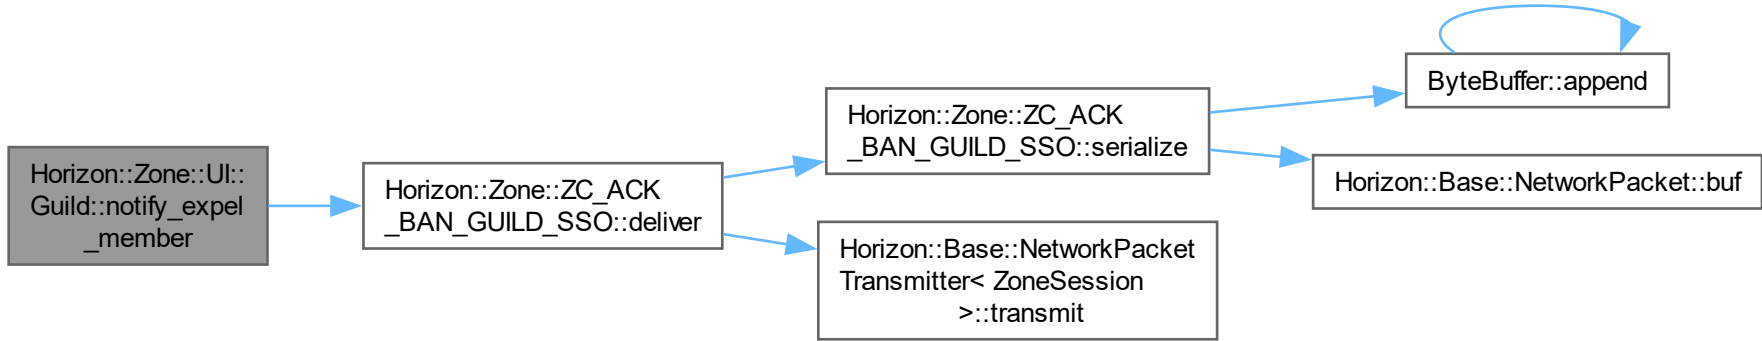 Horizon::Zone::UI::
Guild::notify_expel
_member
Horizon::Zone::ZC_ACK
_BAN_GUILD_SSO::deliver
Horizon::Zone::ZC_ACK
_BAN_GUILD_SSO::serialize
Horizon::Base::NetworkPacket
Transmitter< ZoneSession
>::transmit
ByteBuffer::append
Horizon::Base::NetworkPacket::buf